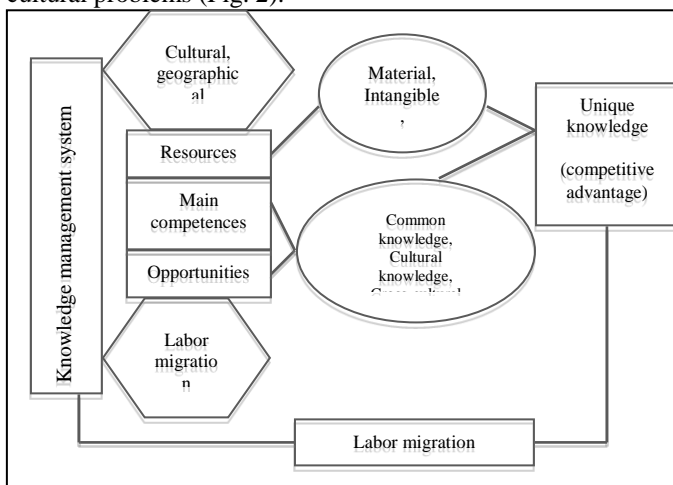 cultural problems (Fig. 2).
Knowledge management system
Cultural,
geographic
al
Resources
Main
competences
Opportunities
Labor
migratio
n
Material,
Intangible
,
Common
knowledge,
Cultural
knowledge,
Unique
knowledge
(competitive
advantage)
Labor migration